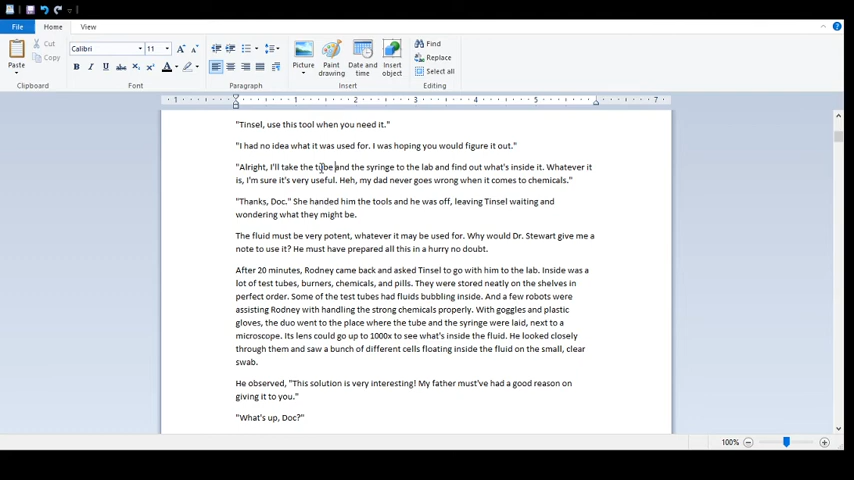 File Home View
Cut
Copy
Paste
Calibri 11
B I U abc X₂ X² A
Picture
Paint drawing
Date and time
Insert object
Find
Replace
Select all
Clipboard Font Paragraph Insert Editing
1 1 2 3 4 5 6 7
"Tinsel, use this tool when you need it."
"I had no idea what it was used for. I was hoping you would figure it out."
"Alright, I'll take the tube and the syringe to the lab and find out what's inside it. Whatever it
is, I'm sure it's very useful. Heh, my dad never goes wrong when it comes to chemicals."
"Thanks, Doc." She handed him the tools and he was off, leaving Tinsel waiting and
wondering what they might be.
The fluid must be very potent, whatever it may be used for. Why would Dr. Stewart give me a
note to use it? He must have prepared all this in a hurry no doubt.
After 20 minutes, Rodney came back and asked Tinsel to go with him to the lab. Inside was a
lot of test tubes, burners, chemicals, and pills. They were stored neatly on the shelves in
perfect order. Some of the test tubes had fluids bubbling inside. And a few robots were
assisting Rodney with handling the strong chemicals properly. With goggles and plastic
gloves, the duo went to the place where the tube and the syringe were laid, next to a
microscope. Its lens could go up to 1000x to see what's inside the fluid. He looked closely
through them and saw a bunch of different cells floating inside the fluid on the small, clear
swab.
He observed, "This solution is very interesting! My father must've had a good reason on
giving it to you."
"What's up, Doc?"
100%